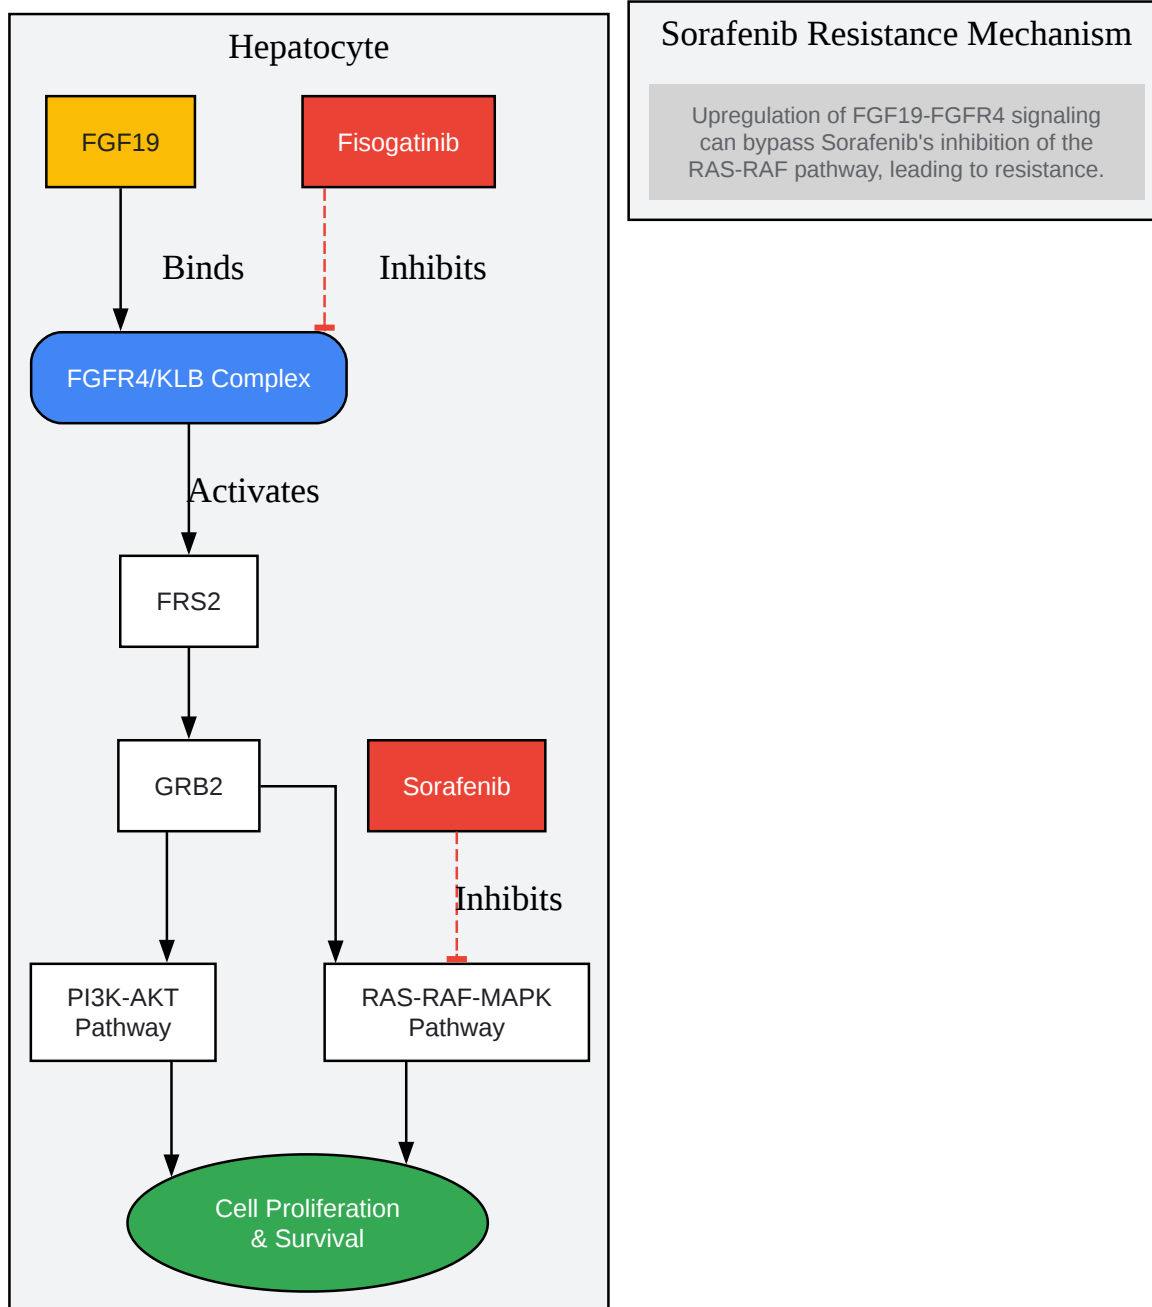 Hepatocyte
FGF19
Fisogatinib
Binds
Inhibits
FGFR4/KLB Complex
Activates
FRS2
GRB2
Sorafenib
Inhibits
PI3K-AKT
Pathway
RAS-RAF-MAPK
Pathway
Cell Proliferation
& Survival
Sorafenib Resistance Mechanism
Upregulation of FGF19-FGFR4 signaling
can bypass Sorafenib's inhibition of the
RAS-RAF pathway, leading to resistance.